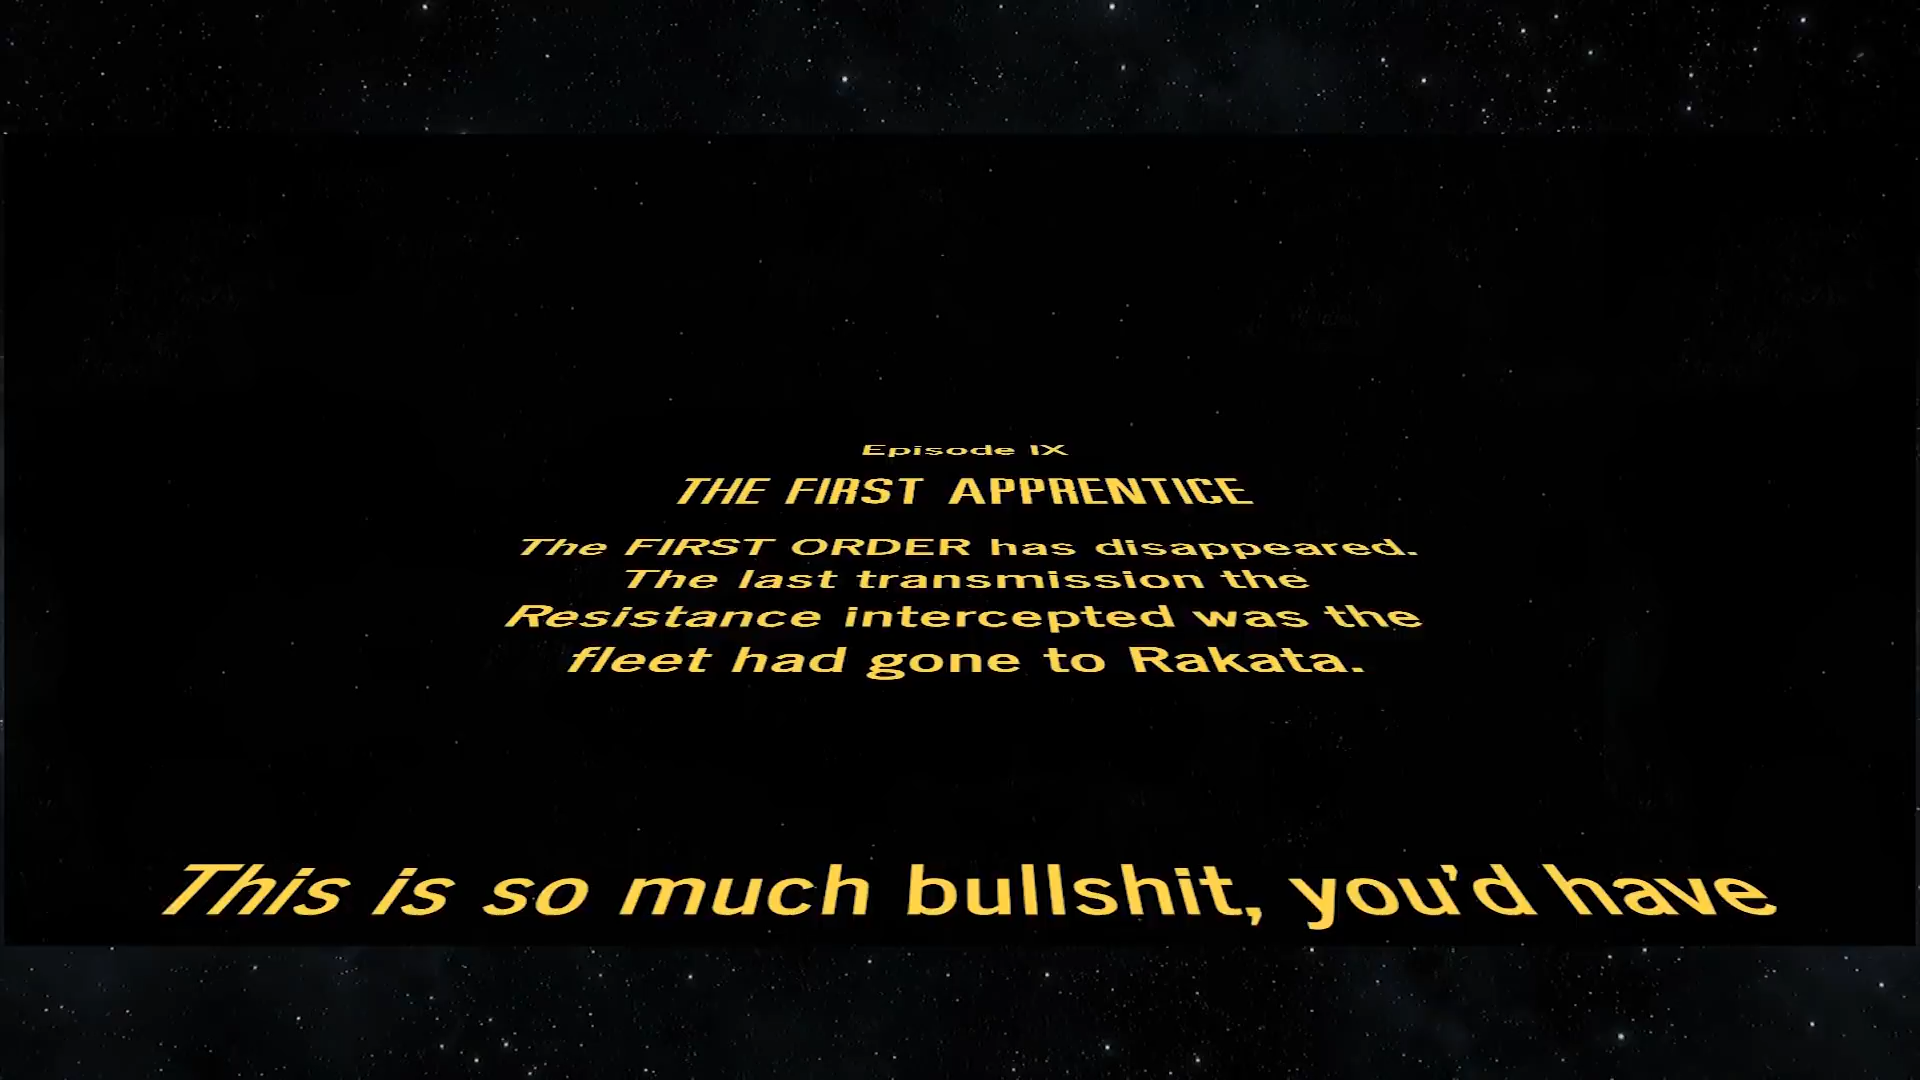 Episode IX
THE FIRST APPRENTICE
The FIRST ORDER has disappeared.
The last transmission the
Resistance intercepted was the
fleet had gone to Rakata.
This is so much bullshit, you'd have